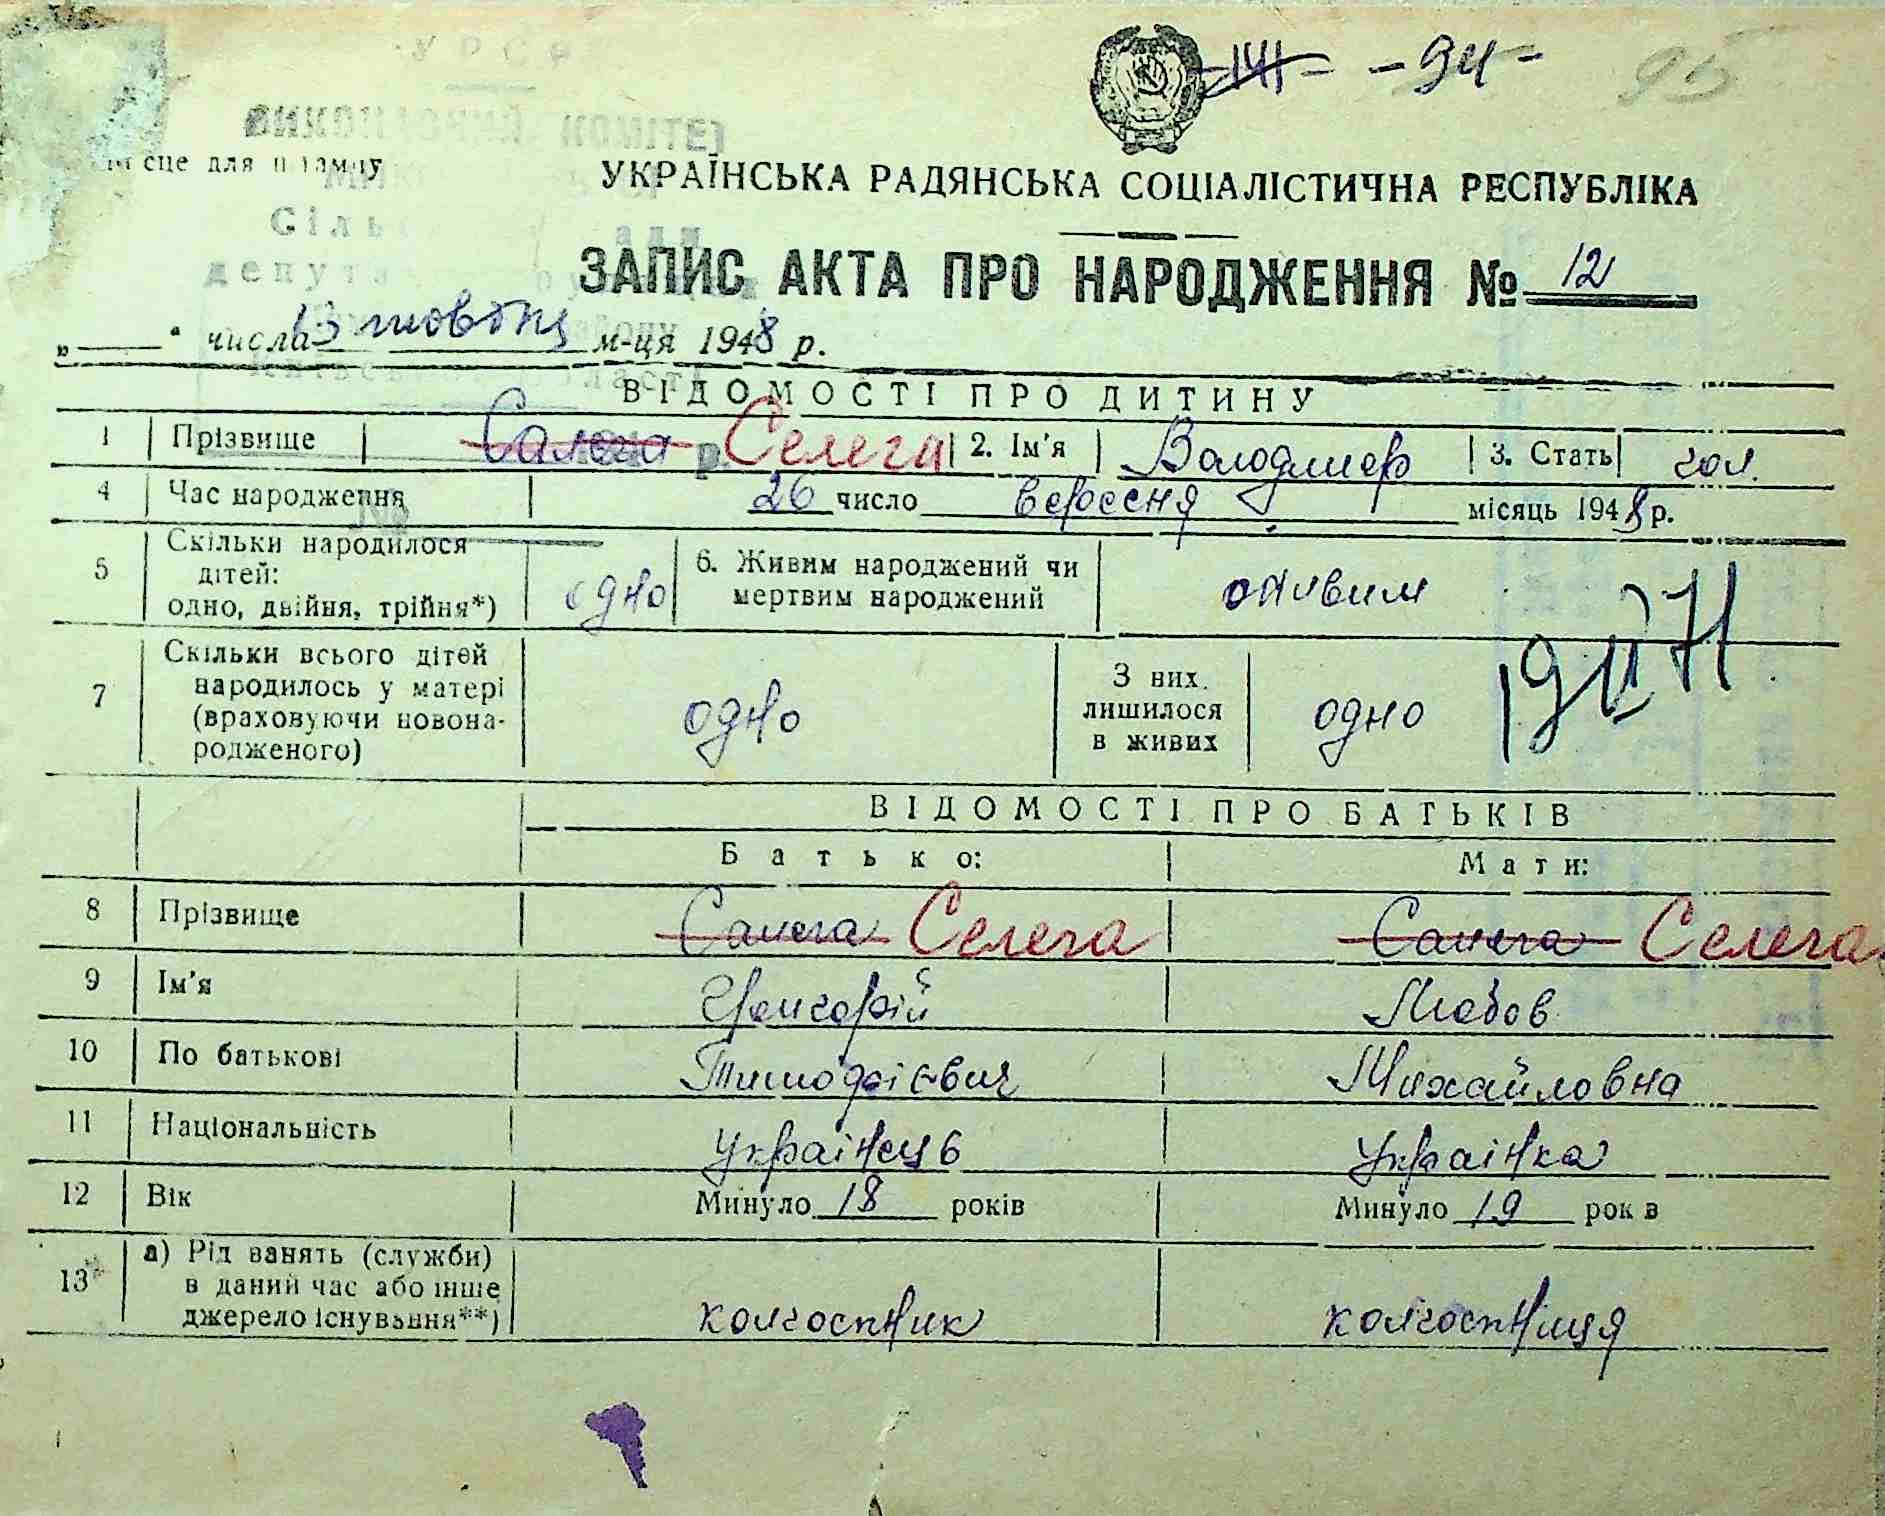 УРСР
-141- -94- 95
ВИКОНАВЧИЙ КОМІТЕТ
Місце для штампу
УКРАЇНСЬКА РАДЯНСЬКА СОЦІАЛІСТИЧНА РЕСПУБЛІКА
ЗАПИС АКТА ПРО НАРОДЖЕННЯ № 12
„ " числа 13 жовтня м-ця 1948 р.
ВІДОМОСТІ ПРО ДИТИНУ
1 Прізвище Салега Селега 2. Ім'я Володимер 3. Стать чол.
4 Час народження 26 число вересня місяць 1948 р.
5 Скільки народилося дітей: одно, двійня, трійня*) одно 6. Живим народжений чи мертвим народжений живим
7 Скільки всього дітей народилось у матері (враховуючи новонародженого) одно З них лишилося в живих одно
ВІДОМОСТІ ПРО БАТЬКІВ
Батько: Мати:
8 Прізвище Салега Селега Салега Селега
9 Ім'я Григорій Любов
10 По батькові Тимофієвич Михайловна
11 Національність Українець Українка
12 Вік Минуло 18 років Минуло 19 років
13 а) Рід занять (служби) в даний час або інше джерело існування**) колгоспник колгоспниця